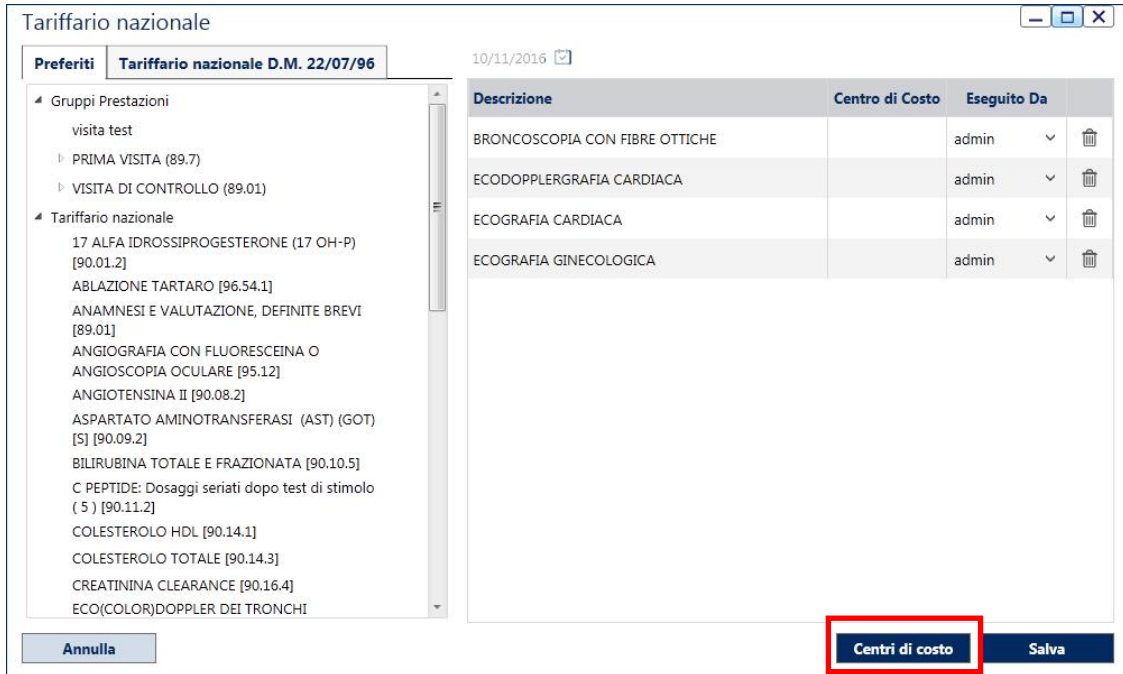 Tariffario nazionale
Preferiti
Tariffario nazionale D.M. 22/07/96
Gruppi Prestazioni
visita test
PRIMA VISITA (89.7)
VISITA DI CONTROLLO (89.01)
Tariffario nazionale
17 ALFA IDROSSIPROGESTERONE (17 OH-P)
[90.01.2]
ABLAZIONE TARTARO [96.54.1]
ANAMNESI E VALUTAZIONE, DEFINITE BREVI
[89.01]
ANGIOGRAFIA CON FLUORESCEINA O
ANGIOSCOPIA OCULARE [95.12]
ANGIOTENSINA II [90.08.2]
ASPARTATO AMINOTRANSFERASI (AST) (GOT)
[S] [90.09.2]
BILIRUBINA TOTALE E FRAZIONATA [90.10.5]
C PEPTIDE: Dosaggi seriati dopo test di stimolo
( 5 ) [90.11.2]
COLESTEROLO HDL [90.14.1]
COLESTEROLO TOTALE [90.14.3]
CREATININA CLEARANCE [90.16.4]
ECO(COLOR)DOPPLER DEI TRONCHI
10/11/2016
Descrizione Centro di Costo Eseguito Da
BRONCOSCOPIA CON FIBRE OTTICHE admin
ECODOPPLERGRAFIA CARDIACA admin
ECOGRAFIA CARDIACA admin
ECOGRAFIA GINECOLOGICA admin
Annulla
Centri di costo
Salva